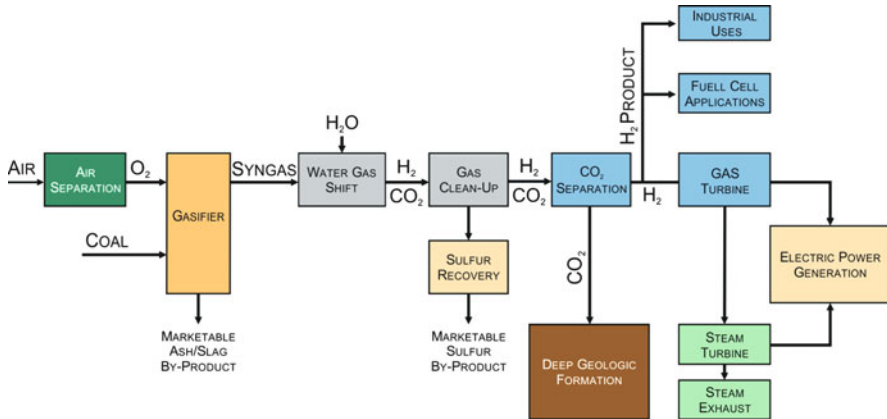 INDUSTRIAL
USES
FUELL CELL
APPLICATIONS
H₂ PRODUCT
H₂O
AIR
AIR
SEPARATION
O₂
GASIFIER
SYNGAS
WATER GAS
SHIFT
H₂
CO₂
GAS
CLEAN-UP
H₂
CO₂
CO₂
SEPARATION
H₂
GAS
TURBINE
COAL
SULFUR
RECOVERY
CO₂
ELECTRIC POWER
GENERATION
MARKETABLE
ASH/SLAG
BY-PRODUCT
MARKETABLE
SULFUR
BY-PRODUCT
DEEP GEOLOGIC
FORMATION
STEAM
TURBINE
STEAM
EXHAUST